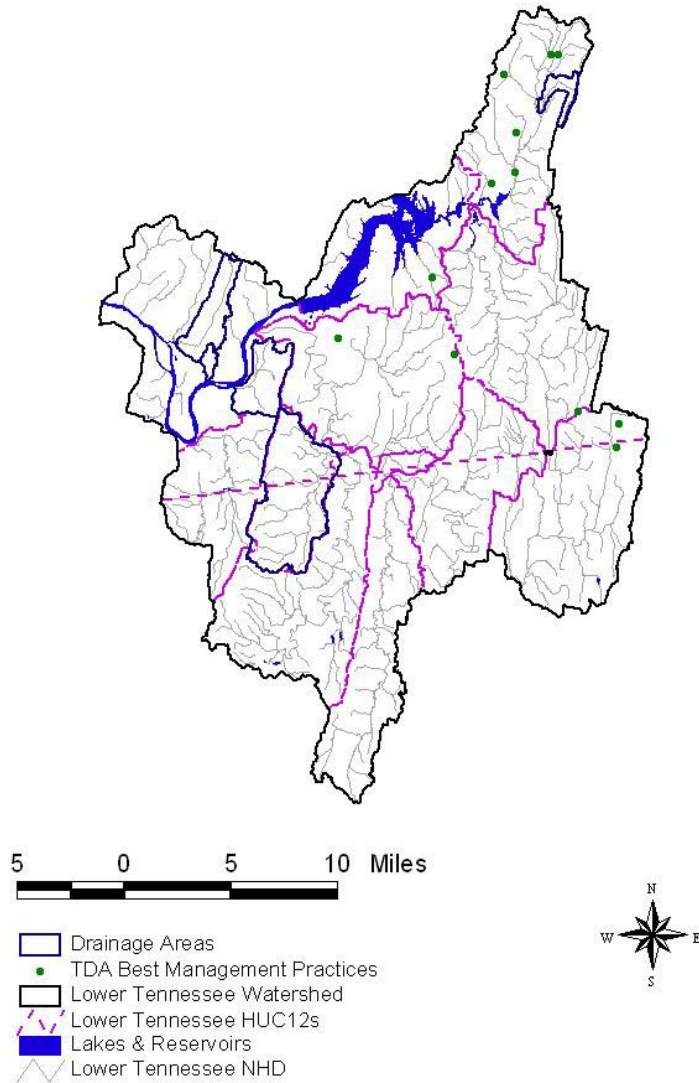 5 0 5 10 Miles
Drainage Areas
TDA Best Management Practices
Lower Tennessee Watershed
Lower Tennessee HUC12s
Lakes & Reservoirs
Lower Tennessee NHD
N
W E
S